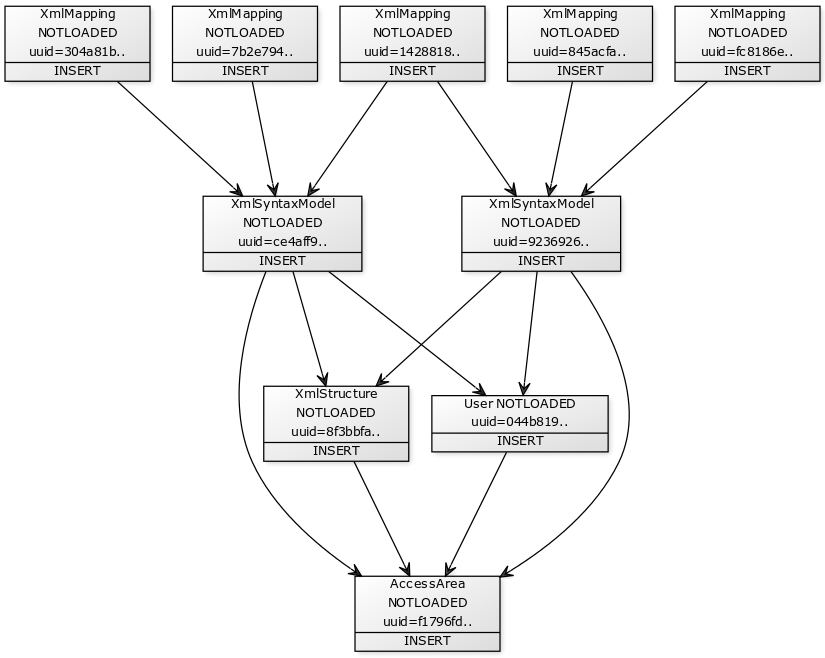 XmlMapping
NOTLOADED
uuid=304a81b..
INSERT
XmlMapping
NOTLOADED
uuid=7b2e794..
INSERT
XmlMapping
NOTLOADED
uuid=1428818..
INSERT
XmlMapping
NOTLOADED
uuid=845acfa..
INSERT
XmlMapping
NOTLOADED
uuid=fc8186e..
INSERT
XmlSyntaxModel
NOTLOADED
uuid=ce4aff9..
INSERT
XmlSyntaxModel
NOTLOADED
uuid=9236926..
INSERT
XmlStructure
NOTLOADED
uuid=8f3bbfa..
INSERT
User NOTLOADED
uuid=044b819..
INSERT
AccessArea
NOTLOADED
uuid=f1796fd..
INSERT